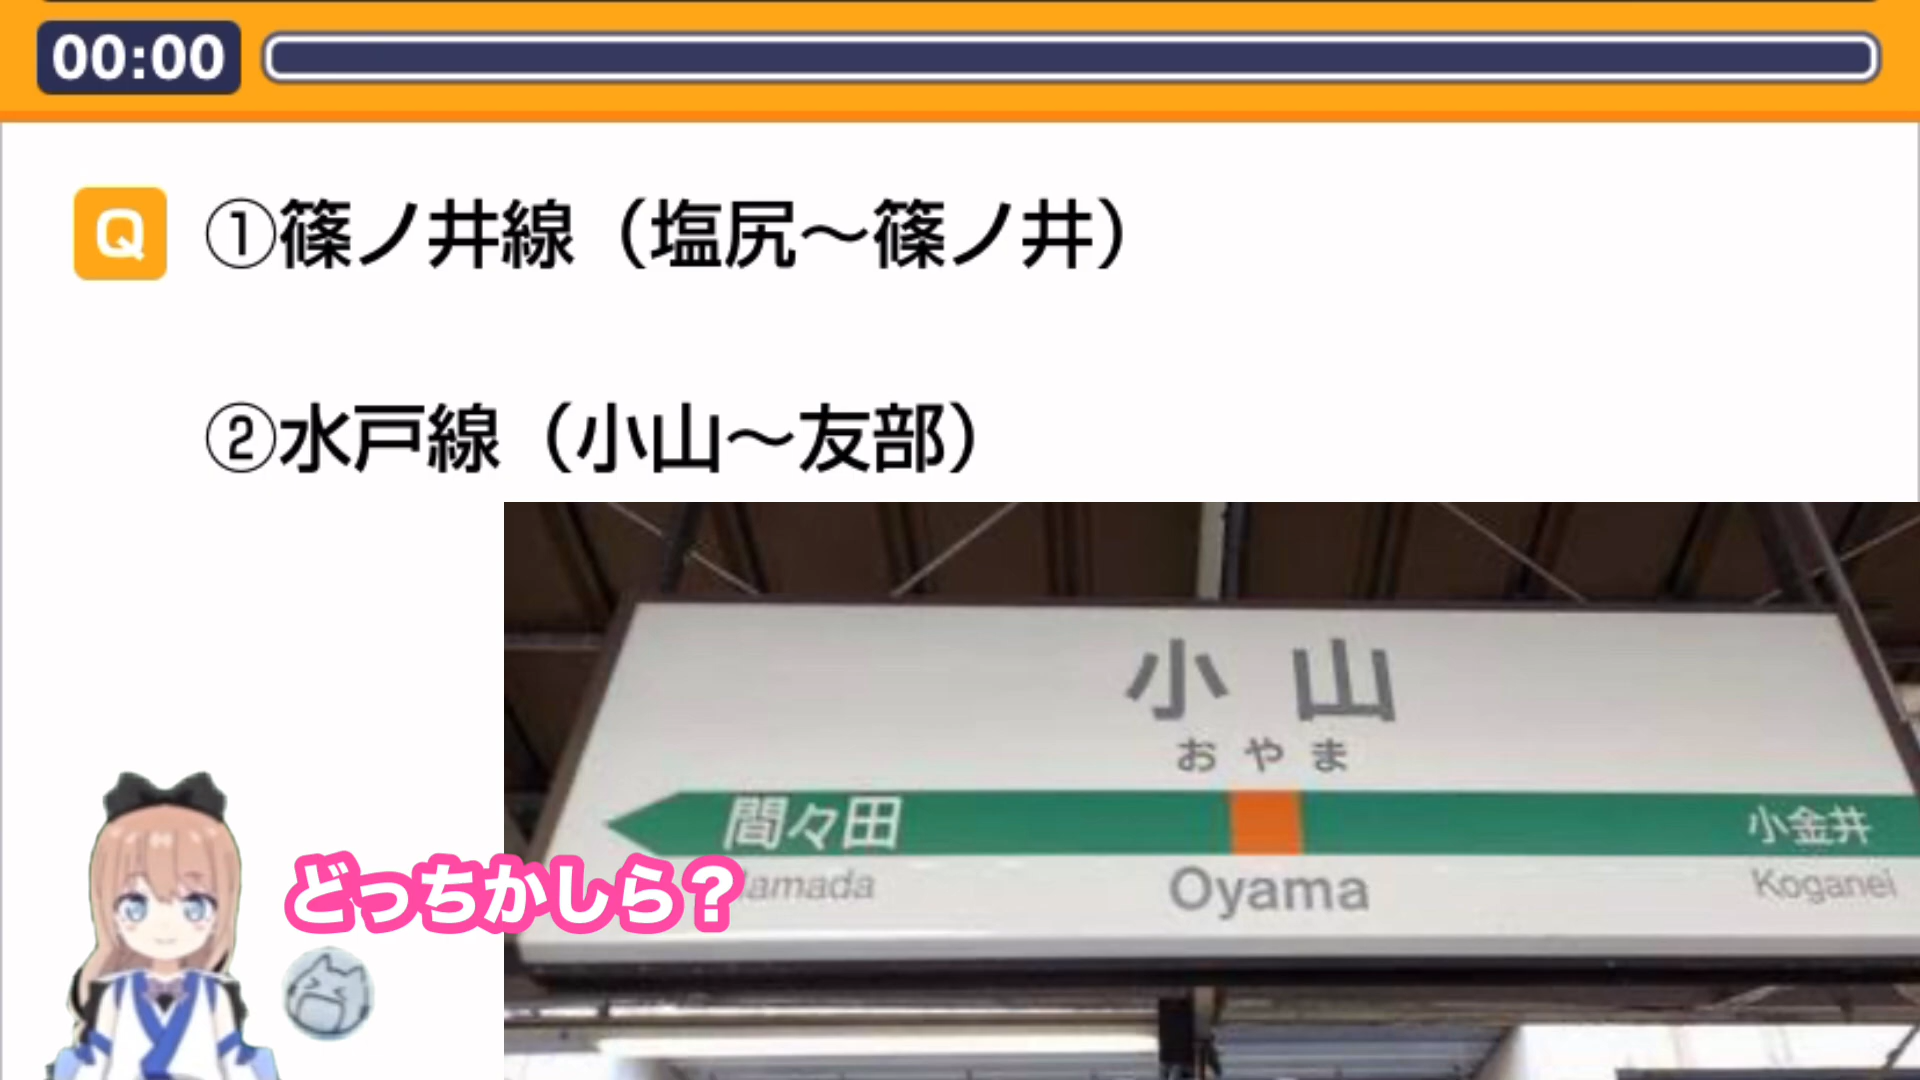 00:00
Q ①篠ノ井線（塩尻～篠ノ井）
②水戸線（小山～友部）
小山
おやま
間々田 小金井
amada Oyama Koganei
どっちかしら？